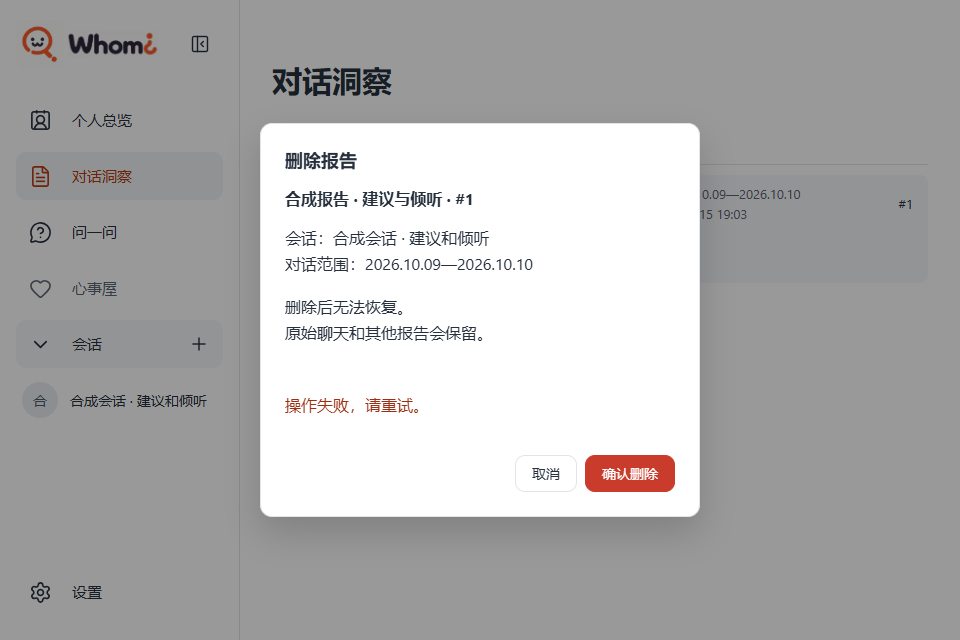 Whomi
个人总览
对话洞察
问一问
心事屋
会话
合
合成会话 · 建议和倾听
设置
对话洞察
0.09—2026.10.10
15 19:03
#1
删除报告
合成报告 · 建议与倾听 · #1
会话：合成会话 · 建议和倾听
对话范围：2026.10.09—2026.10.10
删除后无法恢复。
原始聊天和其他报告会保留。
操作失败，请重试。
取消
确认删除